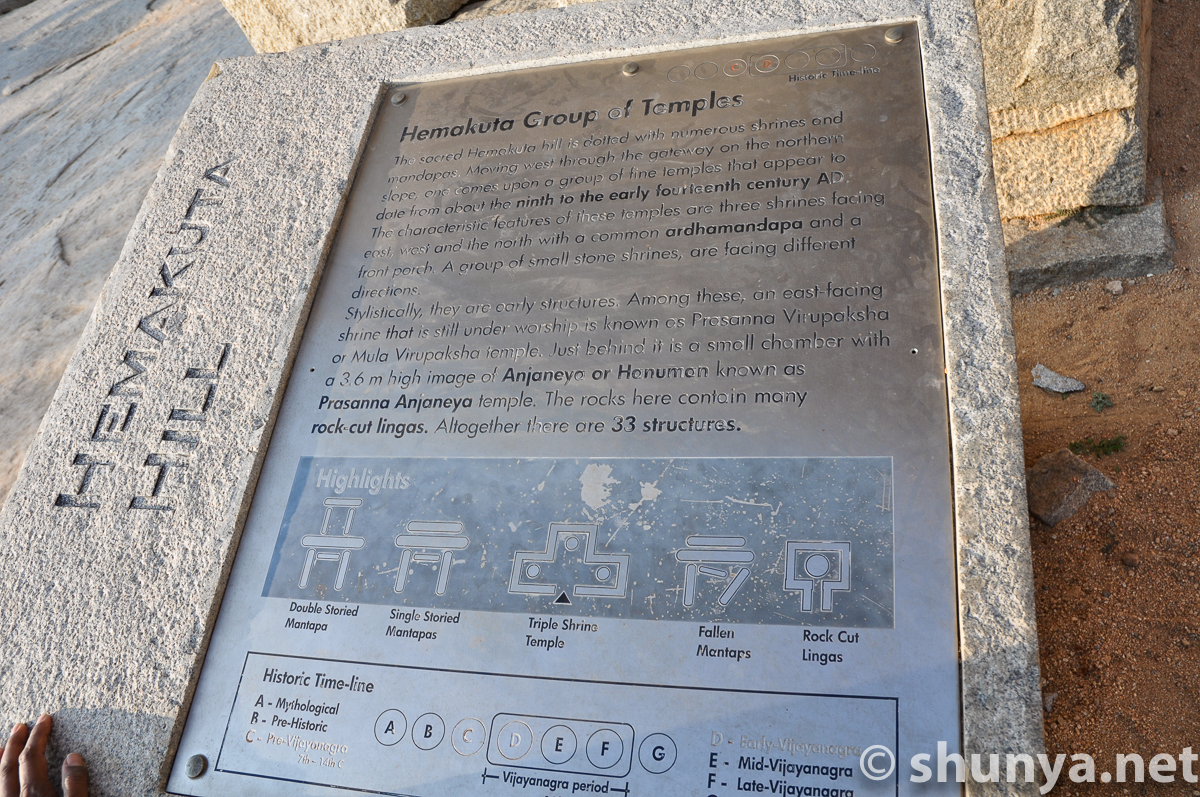 HEMAKUTA
HILL
Historic Time-line
Hemakuta Group of Temples
The sacred Hemakuta hill is dotted with numerous shrines and
mandapas. Moving west through the gateway on the northern
slope, one comes upon a group of fine temples that appear to
date from about the ninth to the early fourteenth century AD.
The characteristic features of these temples are three shrines facing
east, west and the north with a common ardhamandapa and a
front porch. A group of small stone shrines, are facing different
directions.
Stylistically, they are early structures. Among these, an east-facing
shrine that is still under worship is known as Prasanna Virupaksha
or Mula Virupaksha temple. Just behind it is a small chamber with
a 3.6 m high image of Anjaneya or Hanuman known as
Prasanna Anjaneya temple. The rocks here contain many
rock-cut lingas. Altogether there are 33 structures.
Highlights
Double Storied
Mantapa
Single Storied
Mantapas
Triple Shrine
Temple
Fallen
Mantaps
Rock Cut
Lingas
Historic Time-line
A - Mythological
B - Pre-Historic
C - Pre-Vijayanagra
7th - 14th C
A B C D E F G
Vijayanagra period
D - Early-Vijayanagra
E - Mid-Vijayanagra
F - Late-Vijayanagra
© shunya.net